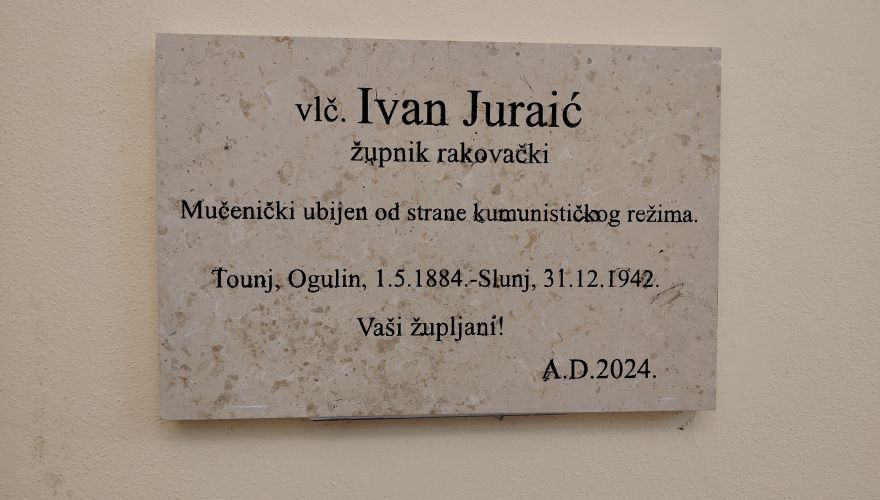 vlč. Ivan Juraić
župnik rakovački
Mučenički ubijen od strane kumunističkog režima.
Tounj, Ogulin, 1.5.1884.-Slunj, 31.12.1942.
Vaši župljani!
A.D.2024.